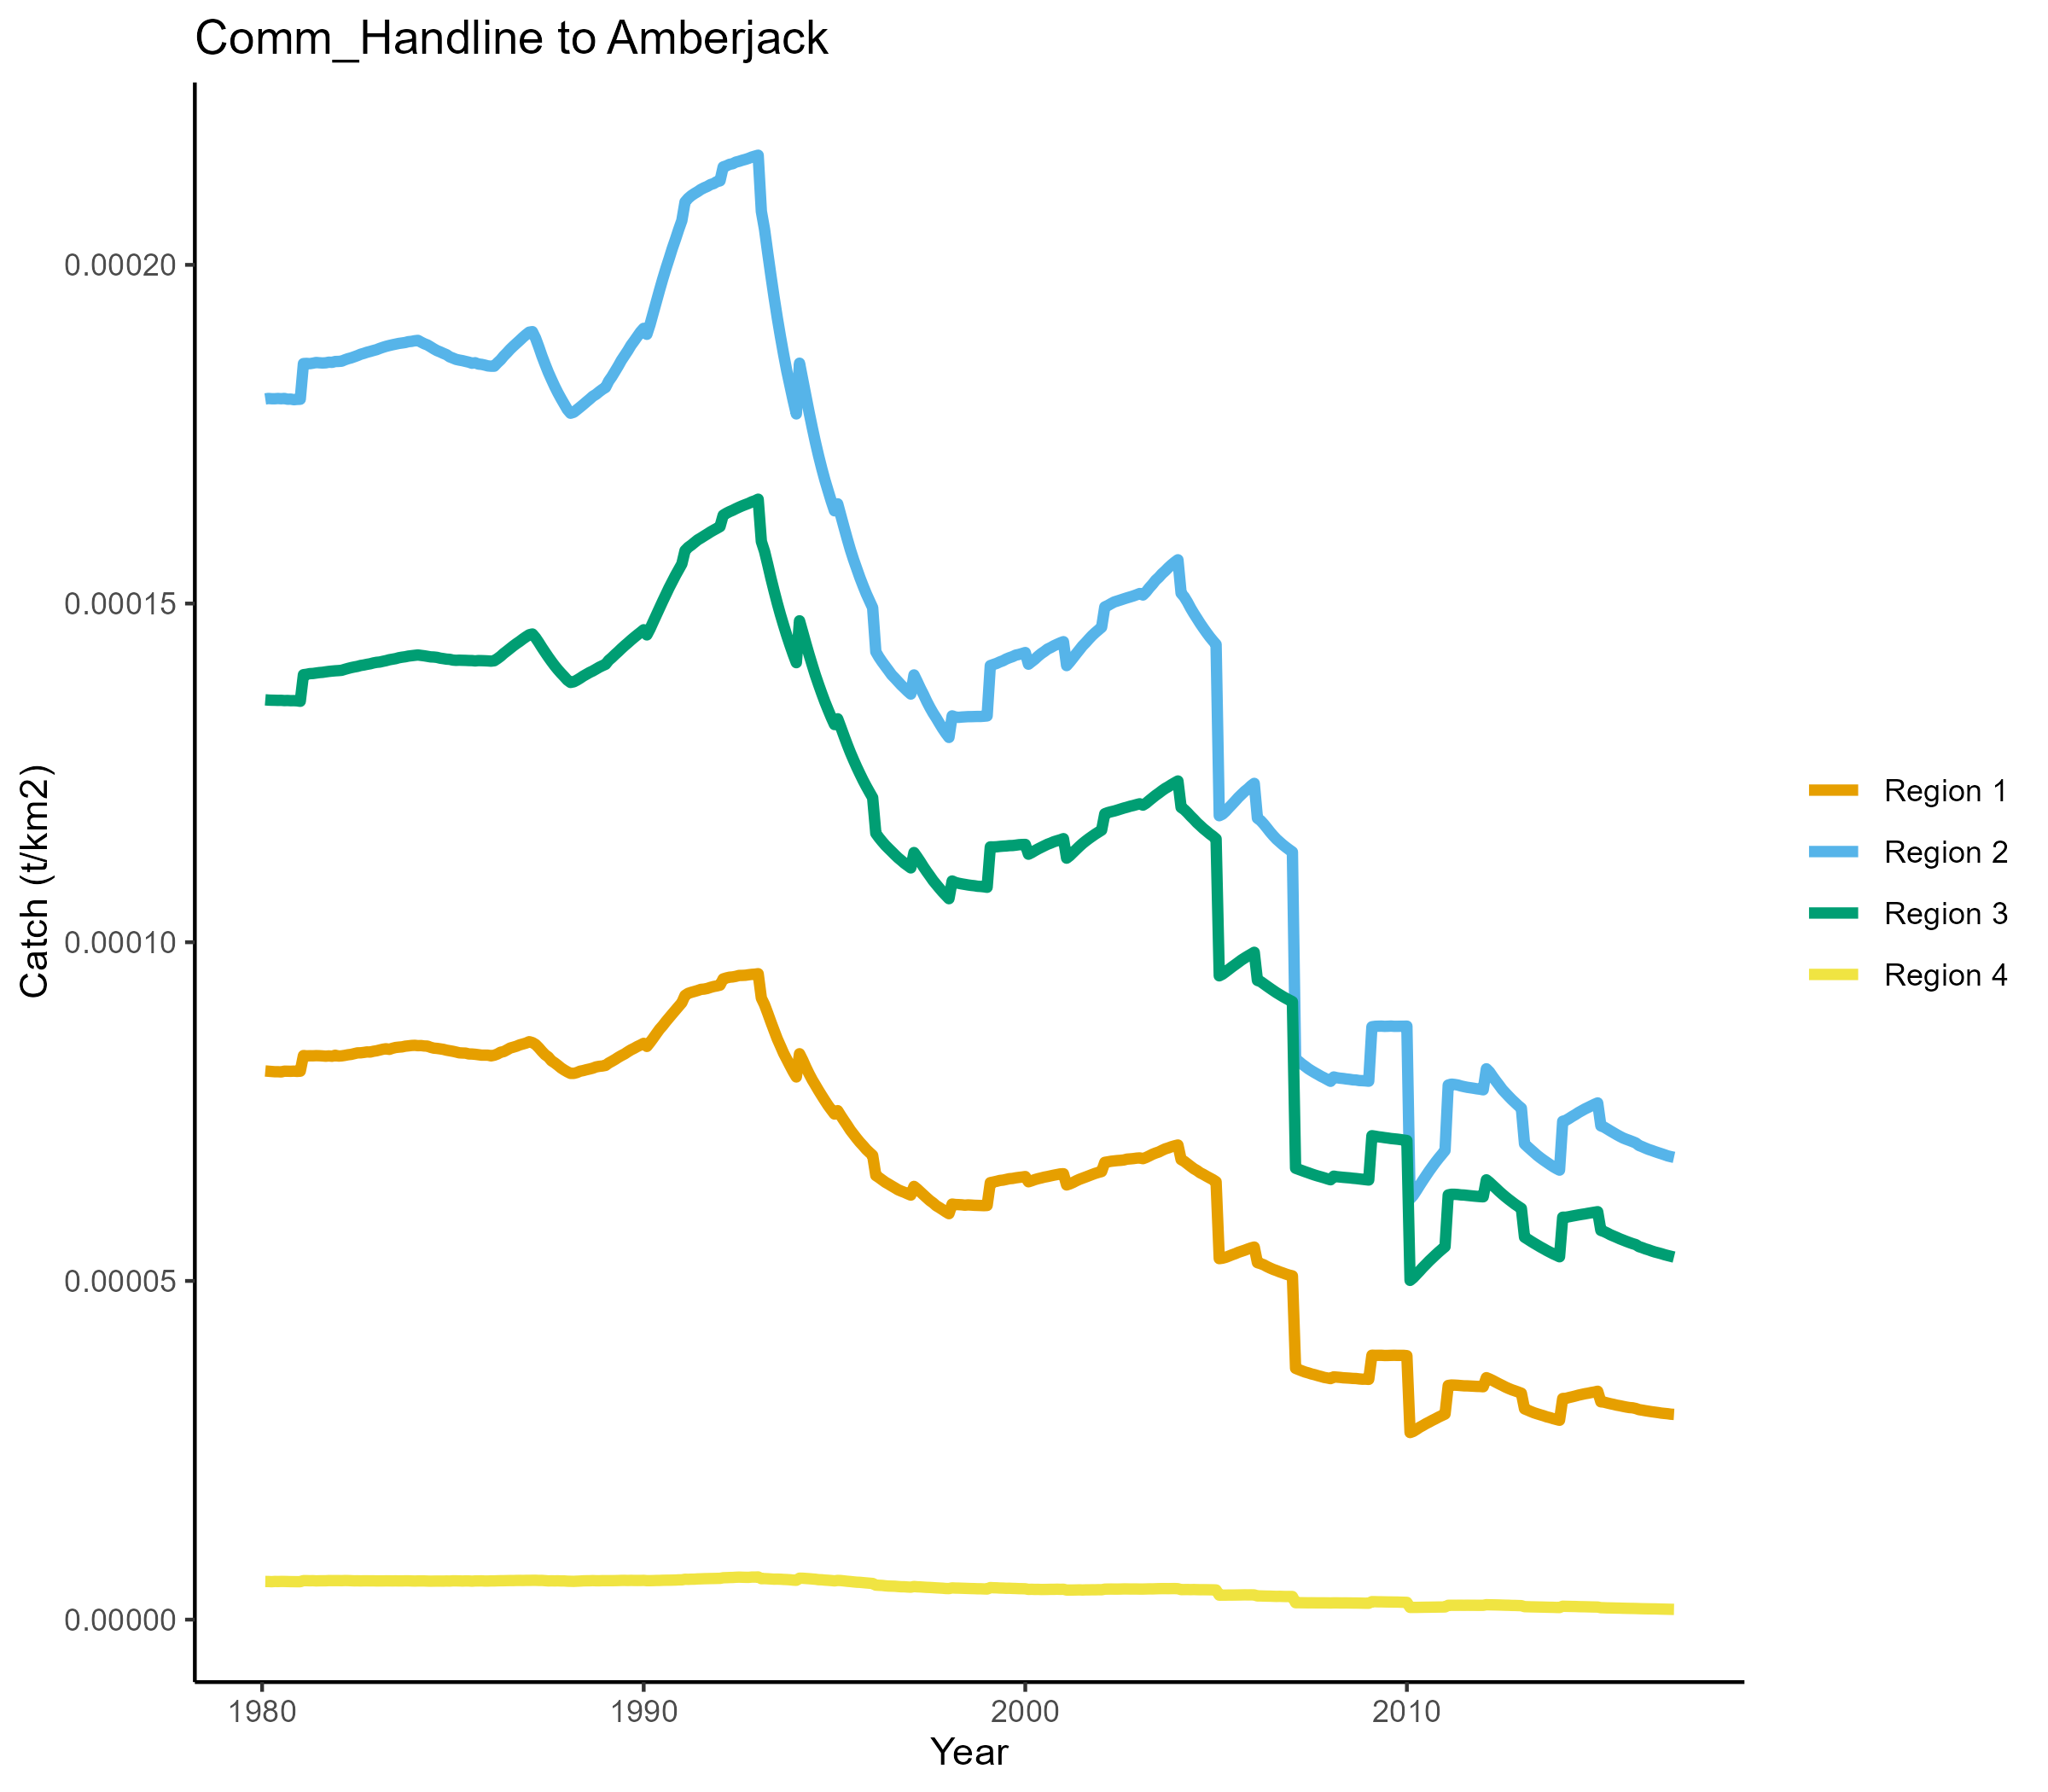 Comm_Handline to Amberjack
Catch (t/km2)
0.00020
0.00015
0.00010
0.00005
0.00000
1980
1990
2000
2010
Year
Region 1
Region 2
Region 3
Region 4